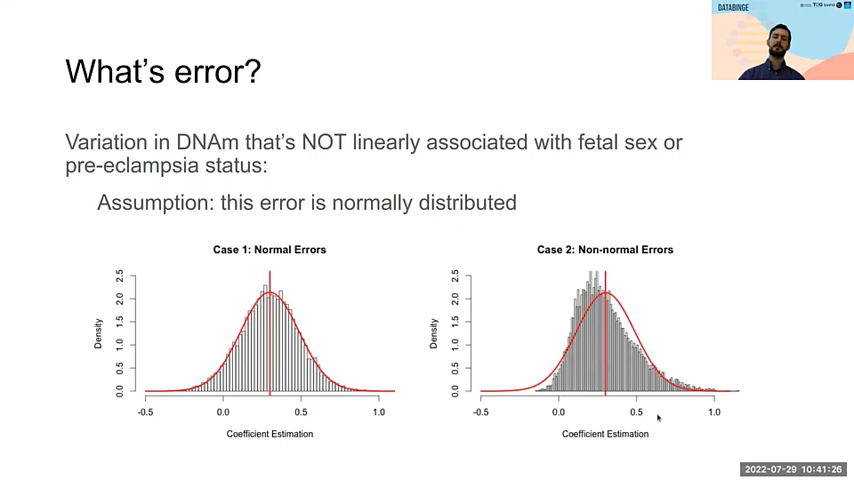 DATABINGE
What's error?
Variation in DNAm that's NOT linearly associated with fetal sex or
pre-eclampsia status:
Assumption: this error is normally distributed
Case 1: Normal Errors
Density
0.0 0.5 1.0 1.5 2.0 2.5
-0.5 0.0 0.5 1.0
Coefficient Estimation
Case 2: Non-normal Errors
Density
0.0 0.5 1.0 1.5 2.0 2.5
-0.5 0.0 0.5 1.0
Coefficient Estimation
2022-07-29 10:41:26